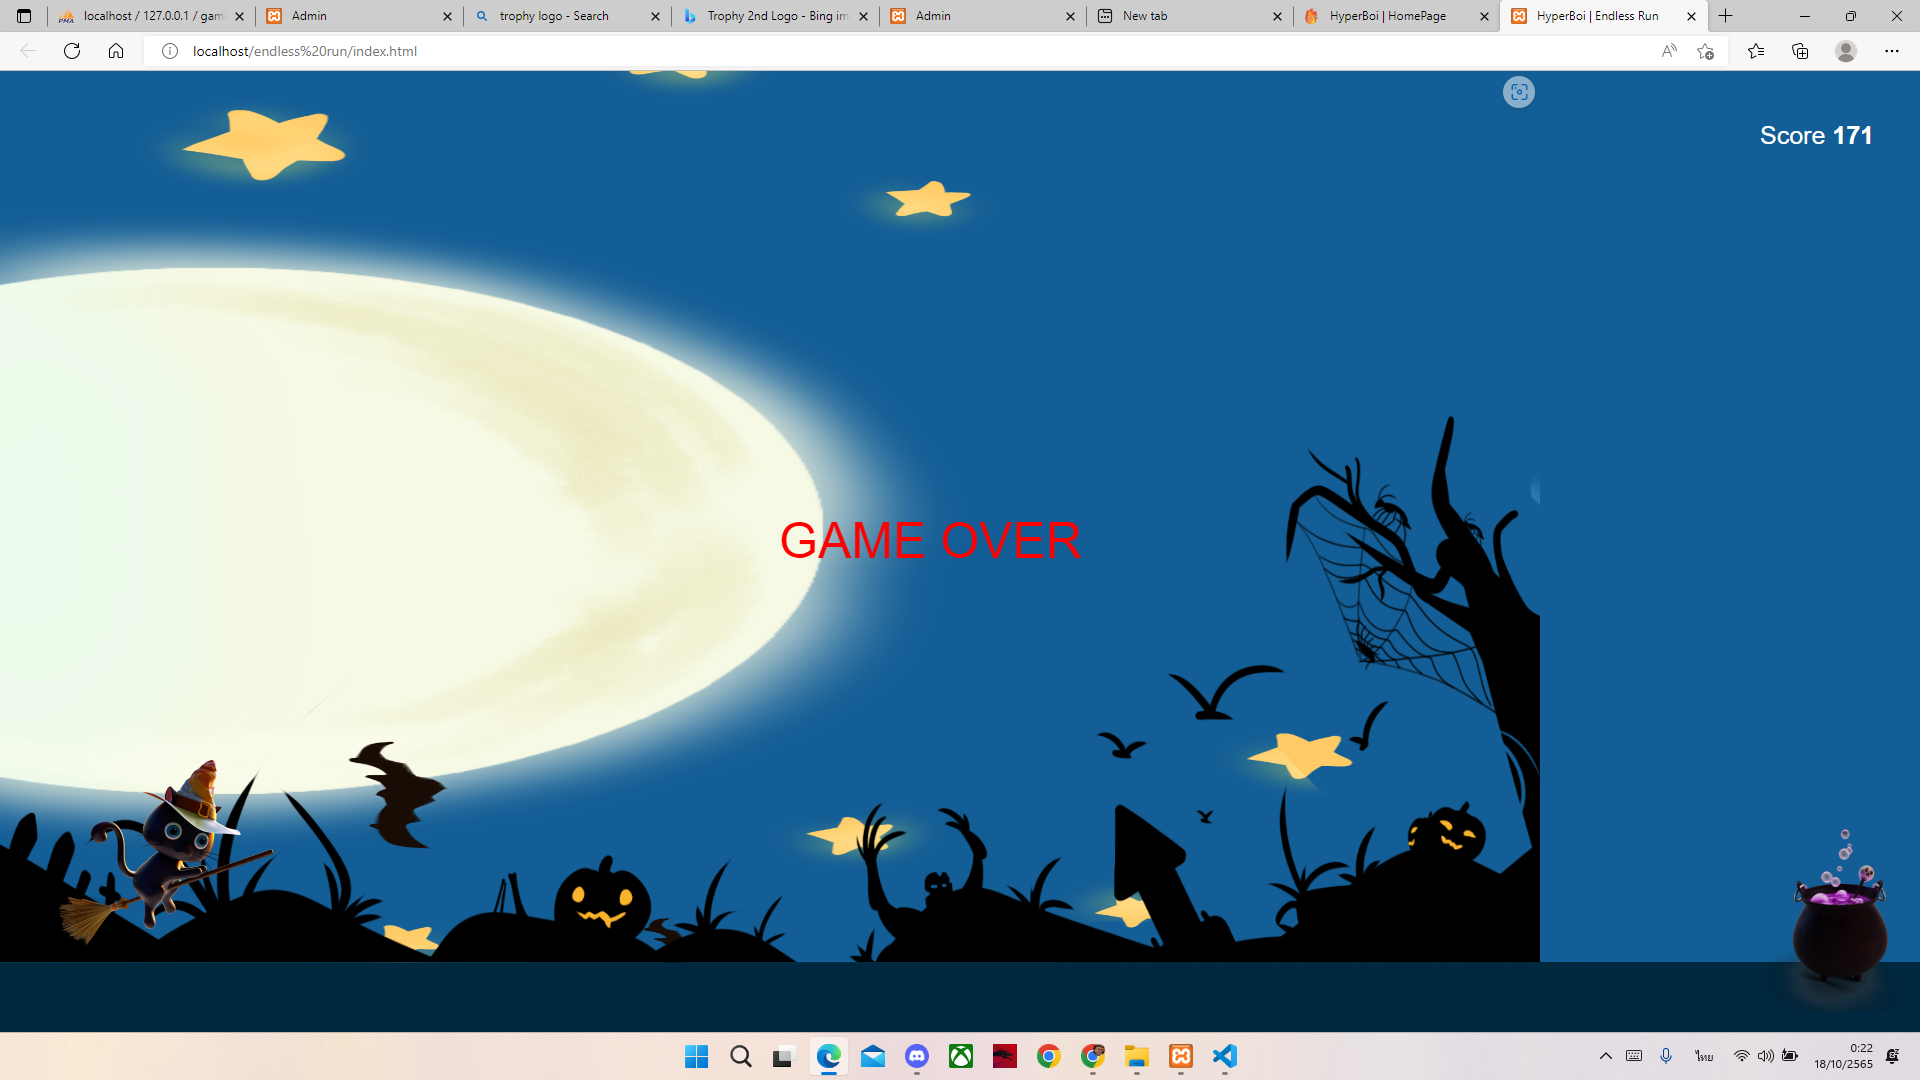 localhost / 127.0.0.1 / gam
Admin
trophy logo - Search
Trophy 2nd Logo - Bing im
Admin
New tab
HyperBoi | HomePage
HyperBoi | Endless Run
localhost/endless%20run/index.html
Score 171
GAME OVER
ไทย
0:22
18/10/2565